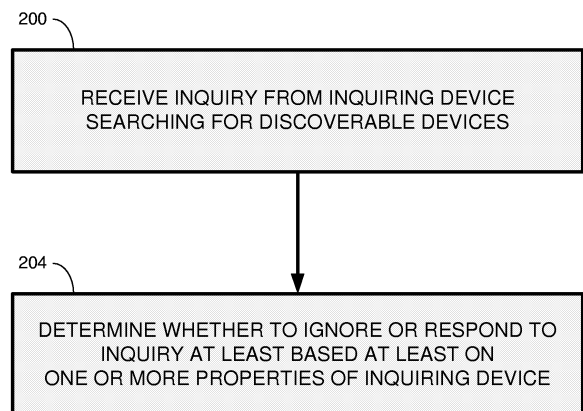 200
RECEIVE INQUIRY FROM INQUIRING DEVICE
SEARCHING FOR DISCOVERABLE DEVICES
204
DETERMINE WHETHER TO IGNORE OR RESPOND TO
INQUIRY AT LEAST BASED AT LEAST ON
ONE OR MORE PROPERTIES OF INQUIRING DEVICE